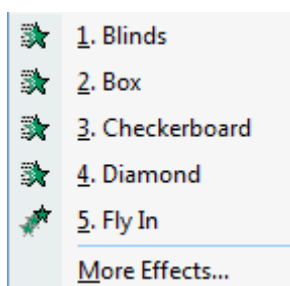 1. Blinds
2. Box
3. Checkerboard
4. Diamond
5. Fly In
More Effects...